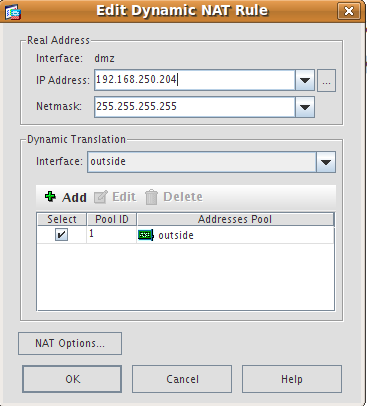 Edit Dynamic NAT Rule
Real Address
Interface: dmz
IP Address: 192.168.250.204
...
Netmask: 255.255.255.255
Dynamic Translation
Interface: outside
Add Edit Delete
Select Pool ID Addresses Pool
1 outside
NAT Options...
OK Cancel Help